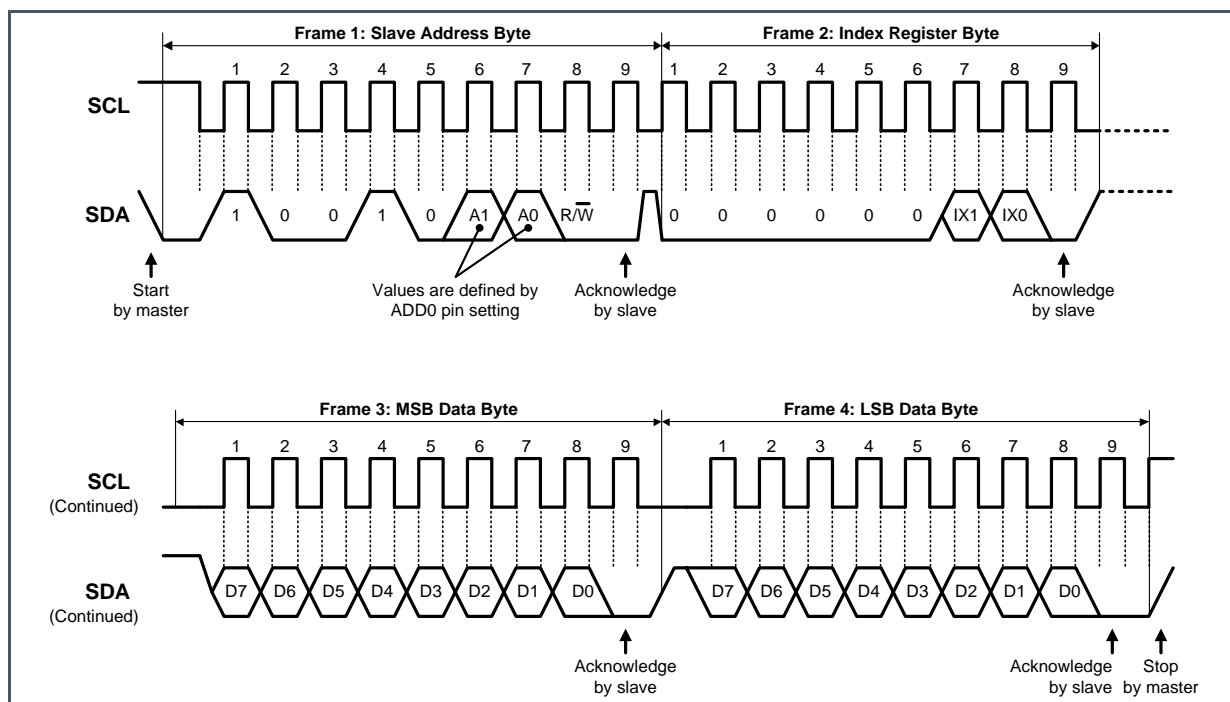 Frame 1: Slave Address Byte Frame 2: Index Register Byte
1 2 3 4 5 6 7 8 9 1 2 3 4 5 6 7 8 9
SCL
SDA 1 0 0 1 0 A1 A0 R/W̅ 0 0 0 0 0 0 IX1 IX0
Start
by master
Values are defined by
ADD0 pin setting
Acknowledge
by slave
Acknowledge
by slave
Frame 3: MSB Data Byte Frame 4: LSB Data Byte
1 2 3 4 5 6 7 8 9 1 2 3 4 5 6 7 8 9
SCL
(Continued)
SDA D7 D6 D5 D4 D3 D2 D1 D0 D7 D6 D5 D4 D3 D2 D1 D0
(Continued)
Acknowledge
by slave
Acknowledge
by slave
Stop
by master